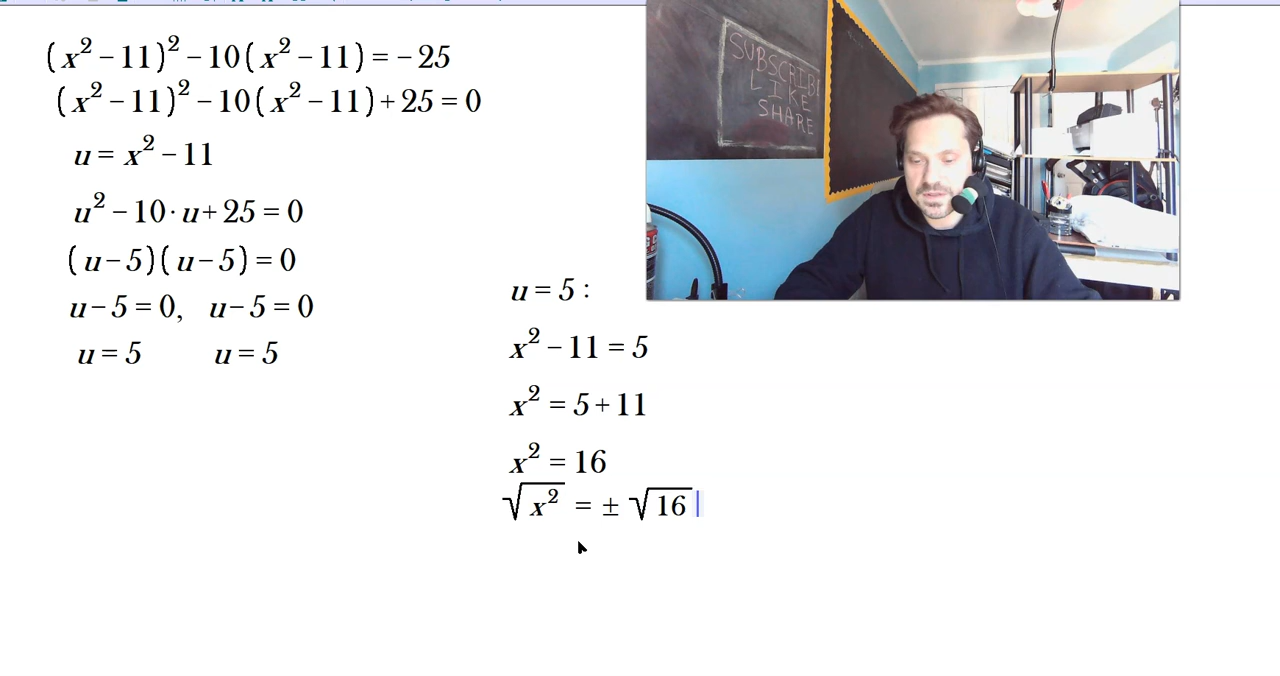 (x² − 11)² − 10(x² − 11) = −25
(x² − 11)² − 10(x² − 11) + 25 = 0
u = x² − 11
u² − 10·u + 25 = 0
(u − 5)(u − 5) = 0
u − 5 = 0, u − 5 = 0
u = 5 u = 5
u = 5 :
x² − 11 = 5
x² = 5 + 11
x² = 16
√x² = ± √16
SUBSCRIBE
LIKE
SHARE